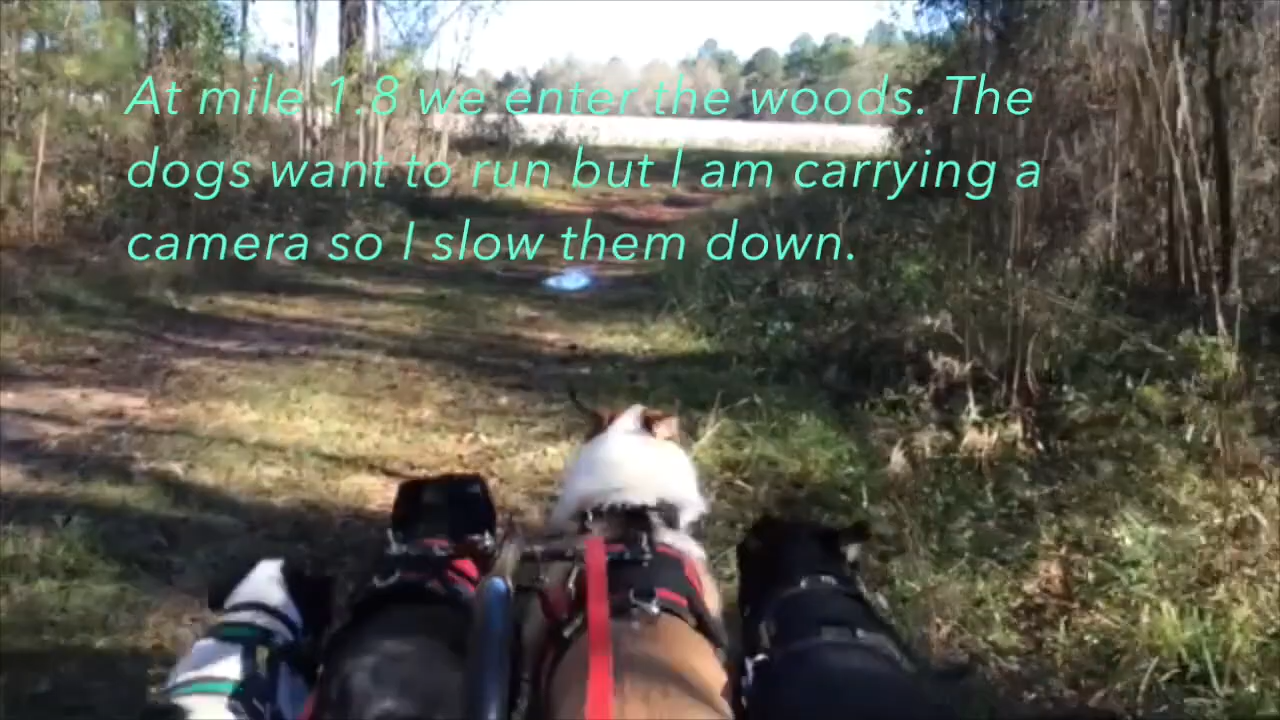 At mile 1.8 we enter the woods. The
dogs want to run but I am carrying a
camera so I slow them down.